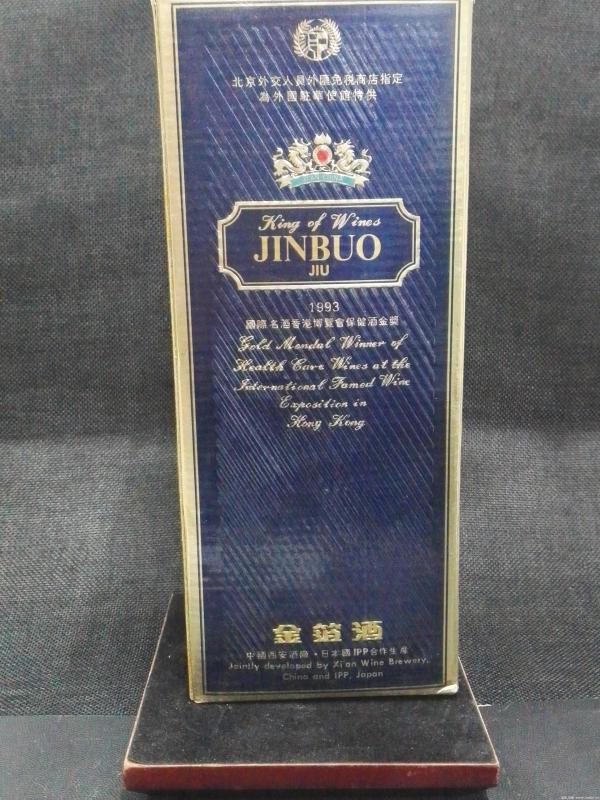 北京外交人員外匯免稅商店指定
為外國駐華使館特供
XI'AN CHINA
King of Wines
JINBUO
JIU
1993
國際名酒香港博覽會保健酒金獎
Gold Mendal Winner of
Health Care Wines at the
International Famed Wine
Exposition in
Hong Kong
金 酒
中國西安酒廠・日本國IPP合作生産
Jointly developed by Xi'an Wine Brewery,
China and IPP, Japan